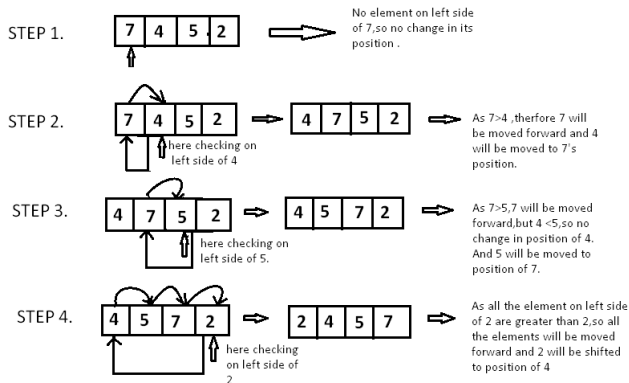 No element on left side
of 7,so no change in its
position .
STEP 1.
7 4 5 2
STEP 2.
7 4 5 2
4 7 5 2
here checking on
left side of 4
As 7>4 ,therfore 7 will
be moved forward and 4
will be moved to 7's
position.
STEP 3.
4 7 5 2
4 5 7 2
here checking on
left side of 5.
As 7>5,7 will be moved
forward,but 4 <5,so no
change in position of 4.
And 5 will be moved to
position of 7.
STEP 4.
4 5 7 2
2 4 5 7
here checking
on left side of
2
As all the element on left side
of 2 are greater than 2,so all
the elements will be moved
forward and 2 will be shifted
to position of 4